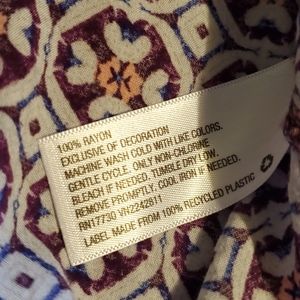 100% RAYON
EXCLUSIVE OF DECORATION
MACHINE WASH COLD WITH LIKE COLORS,
GENTLE CYCLE. ONLY NON-CHLORINE
BLEACH IF NEEDED. TUMBLE DRY LOW.
REMOVE PROMPTLY. COOL IRON IF NEEDED.
RN17730 VN2242811
LABEL MADE FROM 100% RECYCLED PLASTIC